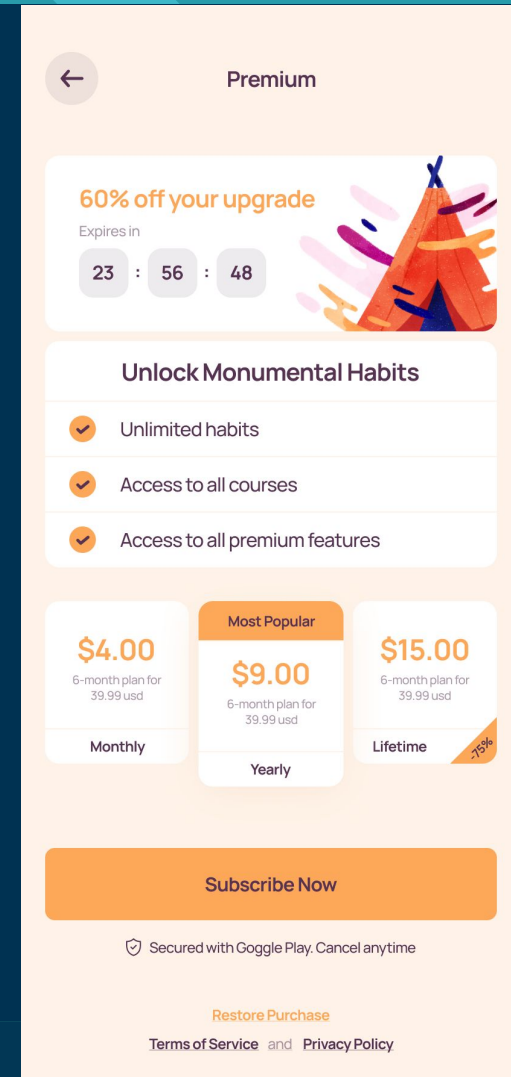 Premium
60% off your upgrade
Expires in
23 : 56 : 48
Unlock Monumental Habits
Unlimited habits
Access to all courses
Access to all premium features
$4.00
6-month plan for
39.99 usd
Monthly
Most Popular
$9.00
6-month plan for
39.99 usd
Yearly
$15.00
6-month plan for
39.99 usd
Lifetime
-75%
Subscribe Now
Secured with Goggle Play. Cancel anytime
Restore Purchase
Terms of Service and Privacy Policy